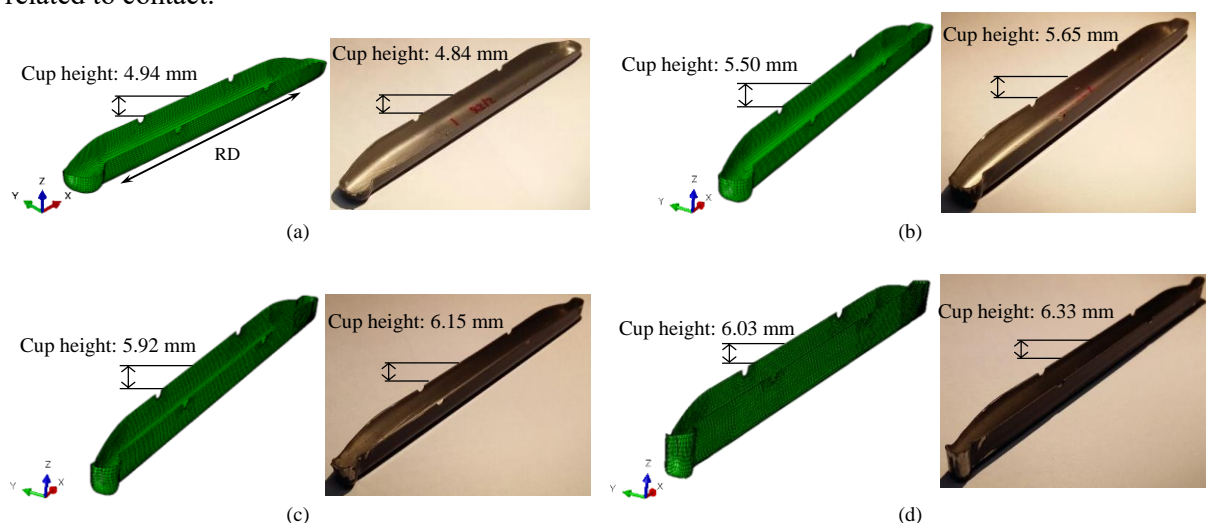 related to contact.
Cup height: 4.94 mm
Cup height: 4.84 mm
RD
Z
Y
X
(a)
Cup height: 5.50 mm
Cup height: 5.65 mm
Z
Y
X
(b)
Cup height: 5.92 mm
Cup height: 6.15 mm
Z
Y
X
(c)
Cup height: 6.03 mm
Cup height: 6.33 mm
Z
Y
X
(d)